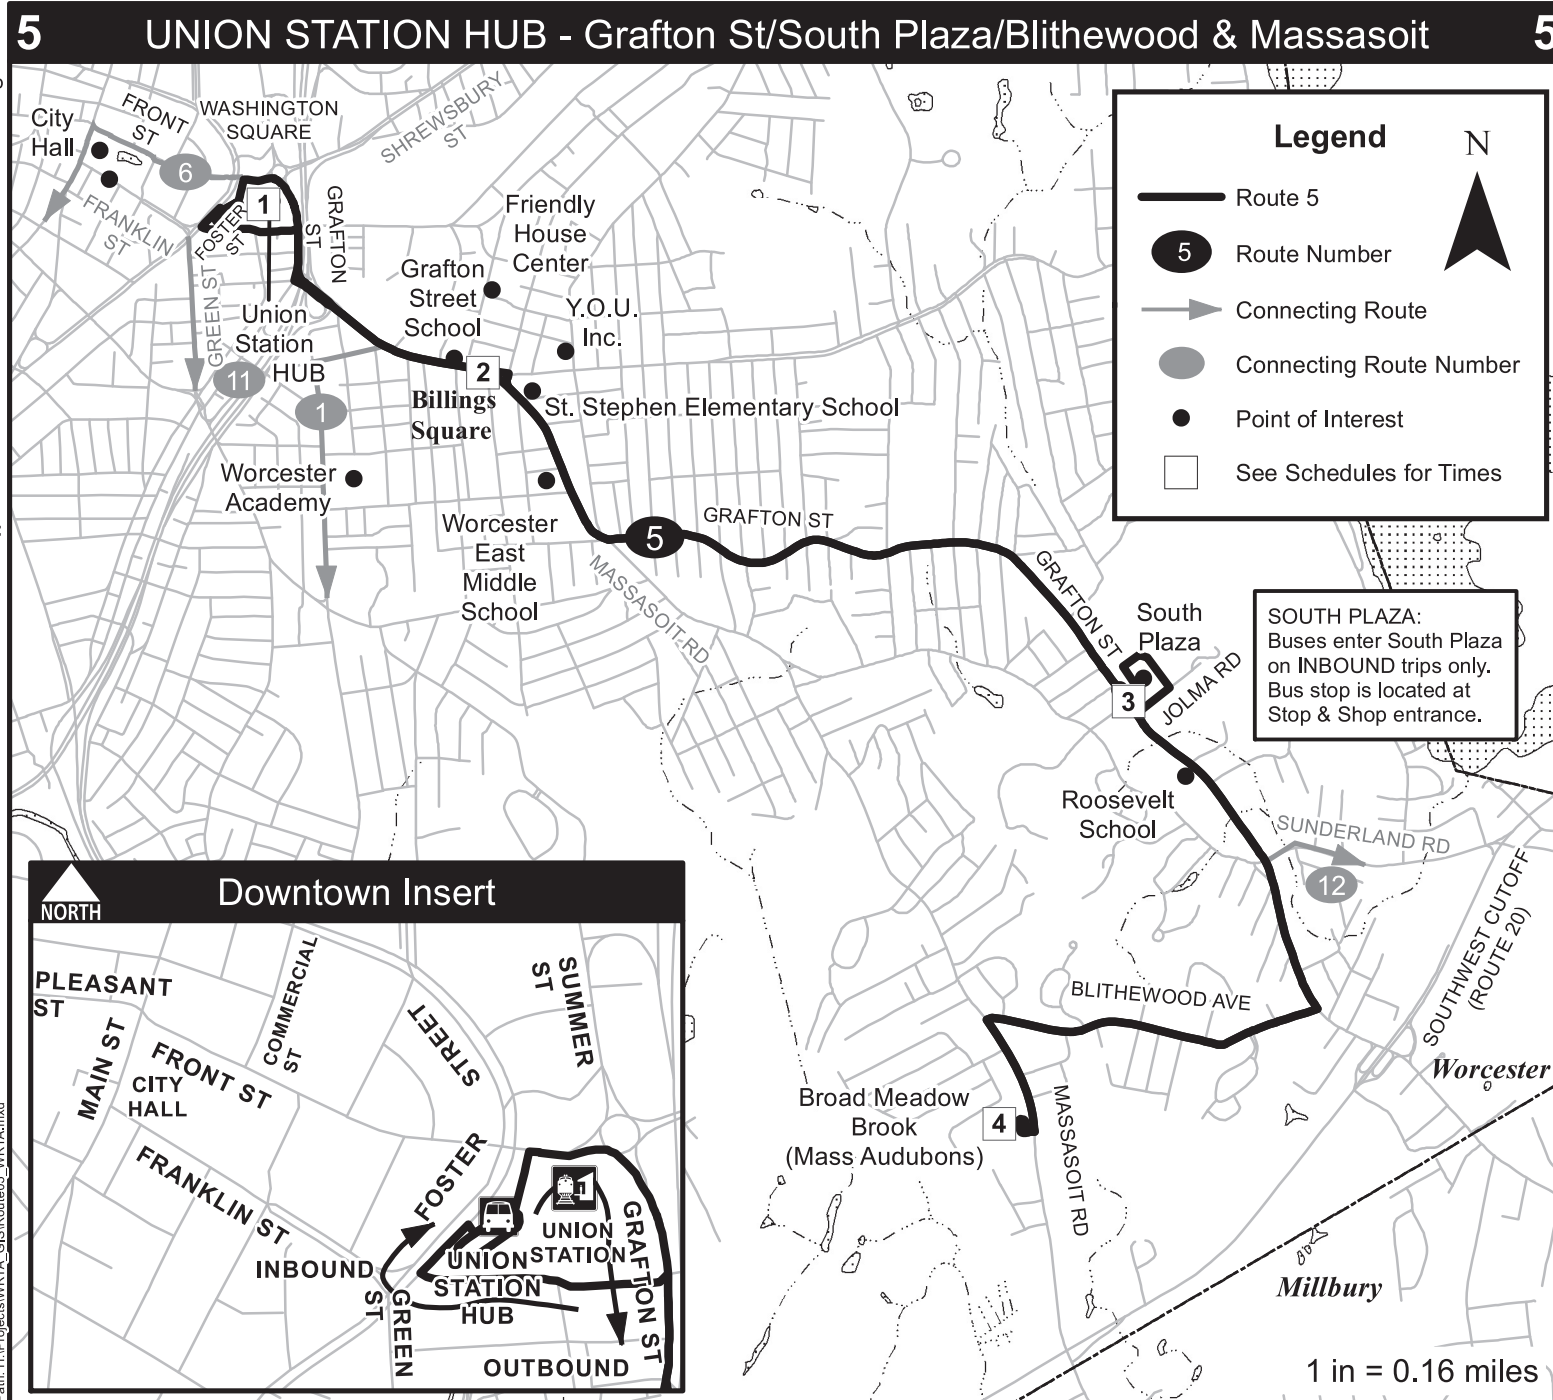 5 UNION STATION HUB - Grafton St/South Plaza/Blithewood & Massasoit 5
City
Hall
FRONT
ST
WASHINGTON
SQUARE
SHREWSBURY
ST
6
1
FRANKLIN
ST
FOSTER
ST
GRAFTON
ST
GREEN ST
Union
Station
HUB
11
1
Friendly
House
Center
Grafton
Street
School
Y.O.U.
Inc.
2
Billings
Square
St. Stephen Elementary School
Worcester
Academy
Worcester
East
Middle
School
5
GRAFTON ST
MASSASOIT RD
GRAFTON ST
South
Plaza
3
JOLMA RD
Roosevelt
School
SUNDERLAND RD
12
SOUTHWEST CUTOFF
(ROUTE 20)
BLITHEWOOD AVE
Broad Meadow
Brook
(Mass Audubons)
4
MASSASOIT RD
Worcester
Millbury
1 in = 0.16 miles
Legend
N
Route 5
5 Route Number
Connecting Route
Connecting Route Number
Point of Interest
See Schedules for Times
SOUTH PLAZA:
Buses enter South Plaza
on INBOUND trips only.
Bus stop is located at
Stop & Shop entrance.
NORTH
Downtown Insert
PLEASANT
ST
MAIN ST
COMMERCIAL
ST
FRONT ST
CITY
HALL
FRANKLIN ST
STREET
SUMMER
ST
FOSTER
INBOUND
GREEN
ST
UNION
STATION
HUB
UNION
STATION
GRAFTON ST
OUTBOUND